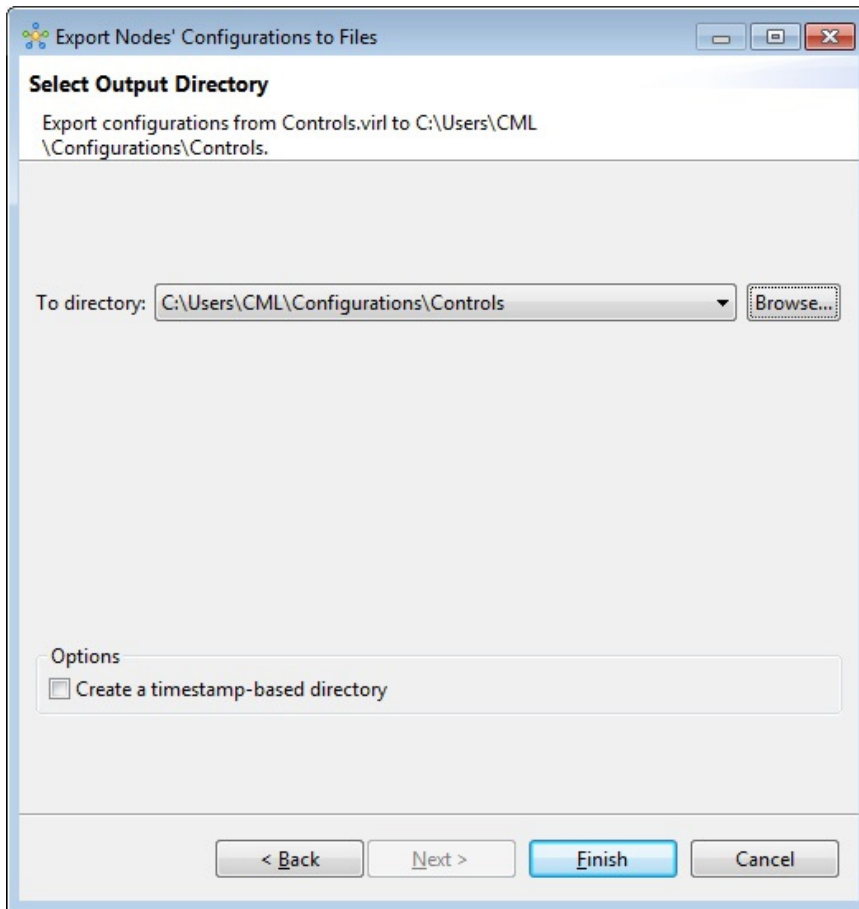 Export Nodes' Configurations to Files
Select Output Directory
Export configurations from Controls.virl to C:\Users\CML
\Configurations\Controls.
To directory: C:\Users\CML\Configurations\Controls Browse...
Options
Create a timestamp-based directory
< Back Next > Finish Cancel